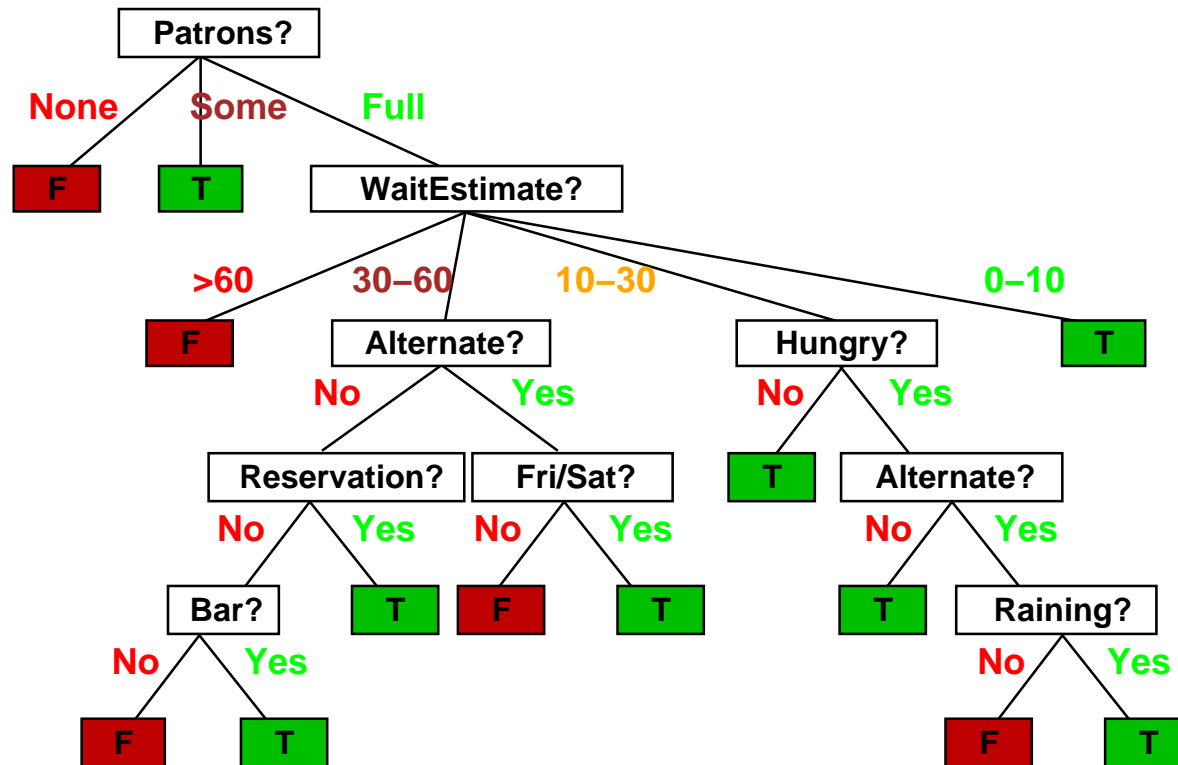 Patrons?
None Some Full
F T WaitEstimate?
>60 30–60 10–30 0–10
F Alternate? Hungry? T
No Yes No Yes
Reservation? Fri/Sat? T Alternate?
No Yes No Yes No Yes
Bar? T F T T Raining?
No Yes No Yes
F T F T